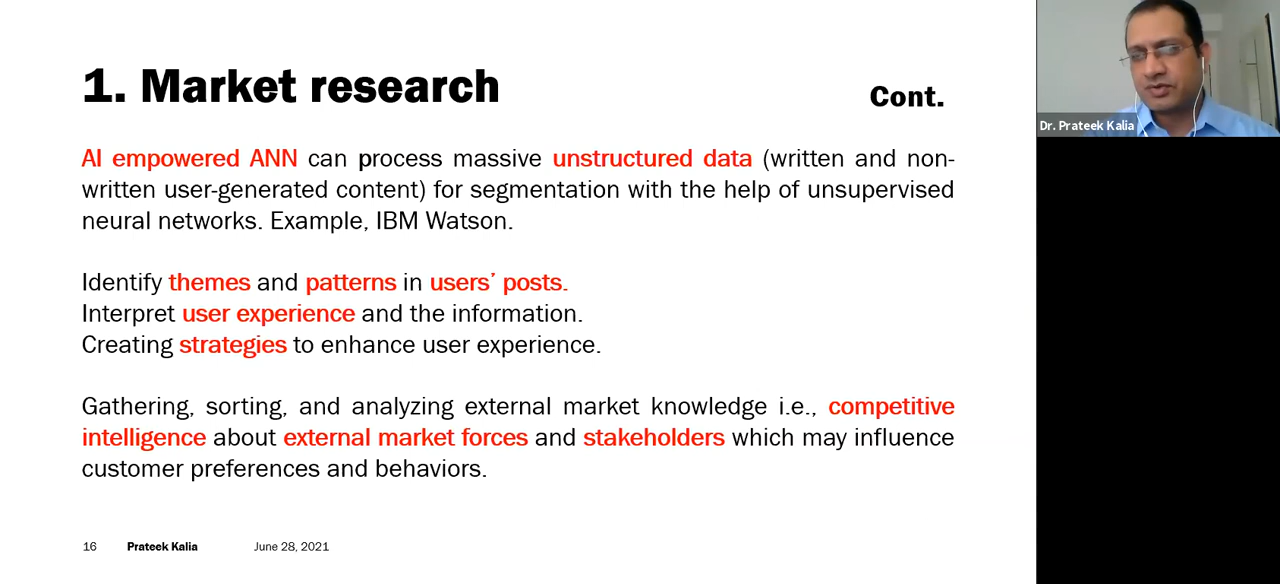 1. Market research
Cont.
AI empowered ANN can process massive unstructured data (written and non-
written user-generated content) for segmentation with the help of unsupervised
neural networks. Example, IBM Watson.
Identify themes and patterns in users’ posts.
Interpret user experience and the information.
Creating strategies to enhance user experience.
Gathering, sorting, and analyzing external market knowledge i.e., competitive
intelligence about external market forces and stakeholders which may influence
customer preferences and behaviors.
16 Prateek Kalia June 28, 2021
Dr. Prateek Kalia